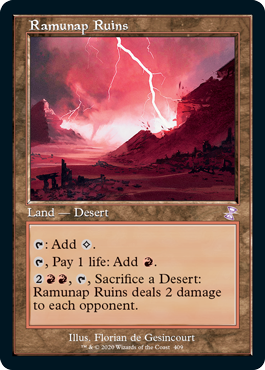 Ramunap Ruins
Land — Desert
: Add .
, Pay 1 life: Add .
2, , Sacrifice a Desert:
Ramunap Ruins deals 2 damage
to each opponent.
Illus. Florian de Gesincourt
™ & © 2020 Wizards of the Coast 409